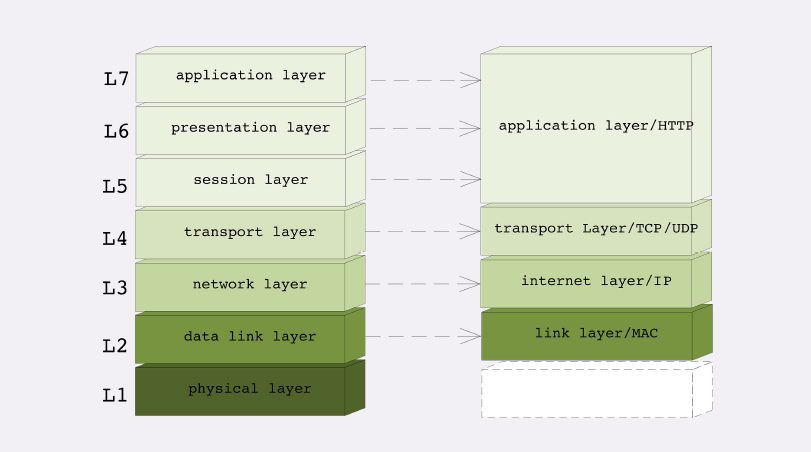 L7 application layer
L6 presentation layer
L5 session layer
L4 transport layer
L3 network layer
L2 data link layer
L1 physical layer
application layer/HTTP
transport Layer/TCP/UDP
internet layer/IP
link layer/MAC